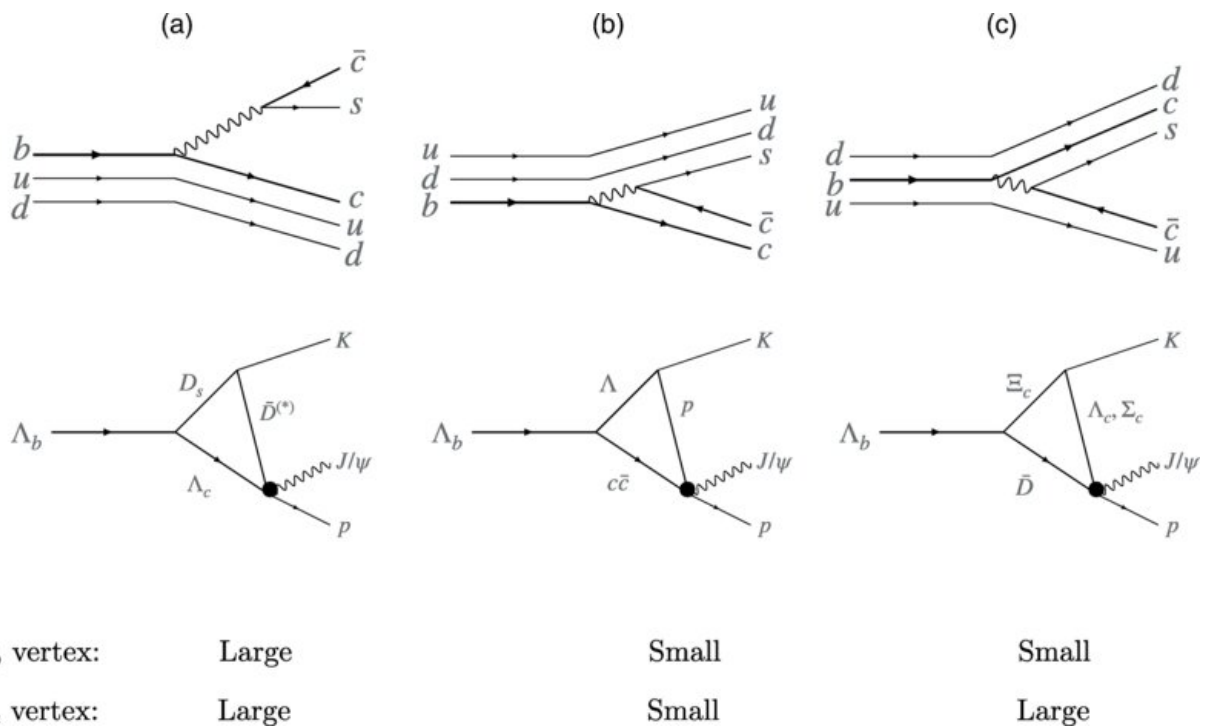 (a) (b) (c)
c̄
s
b
u
d
c
u
d
u
d
b
u
d
s
c̄
c
d
b
u
d
c
s
c̄
u
K
D_s
D̄^(*)
Λ_b
J/ψ
Λ_c
p
K
Λ
p
Λ_b
J/ψ
cc̄
p
K
Ξ_c
Λ_c, Σ_c
Λ_b
J/ψ
D̄
p
vertex: Large Small Small
vertex: Large Small Large